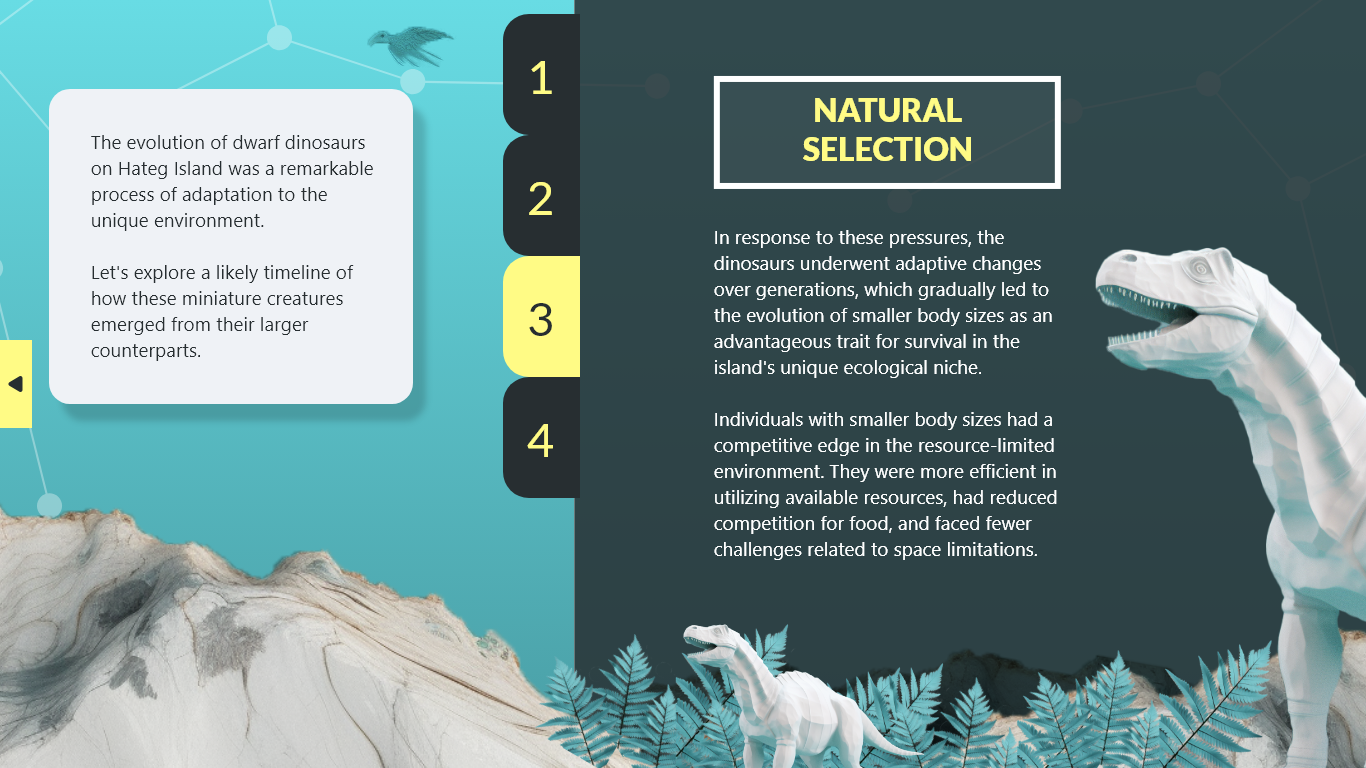 The evolution of dwarf dinosaurs
on Hateg Island was a remarkable
process of adaptation to the
unique environment.
Let's explore a likely timeline of
how these miniature creatures
emerged from their larger
counterparts.
1
2
3
4
NATURAL
SELECTION
In response to these pressures, the
dinosaurs underwent adaptive changes
over generations, which gradually led to
the evolution of smaller body sizes as an
advantageous trait for survival in the
island's unique ecological niche.
Individuals with smaller body sizes had a
competitive edge in the resource-limited
environment. They were more efficient in
utilizing available resources, had reduced
competition for food, and faced fewer
challenges related to space limitations.